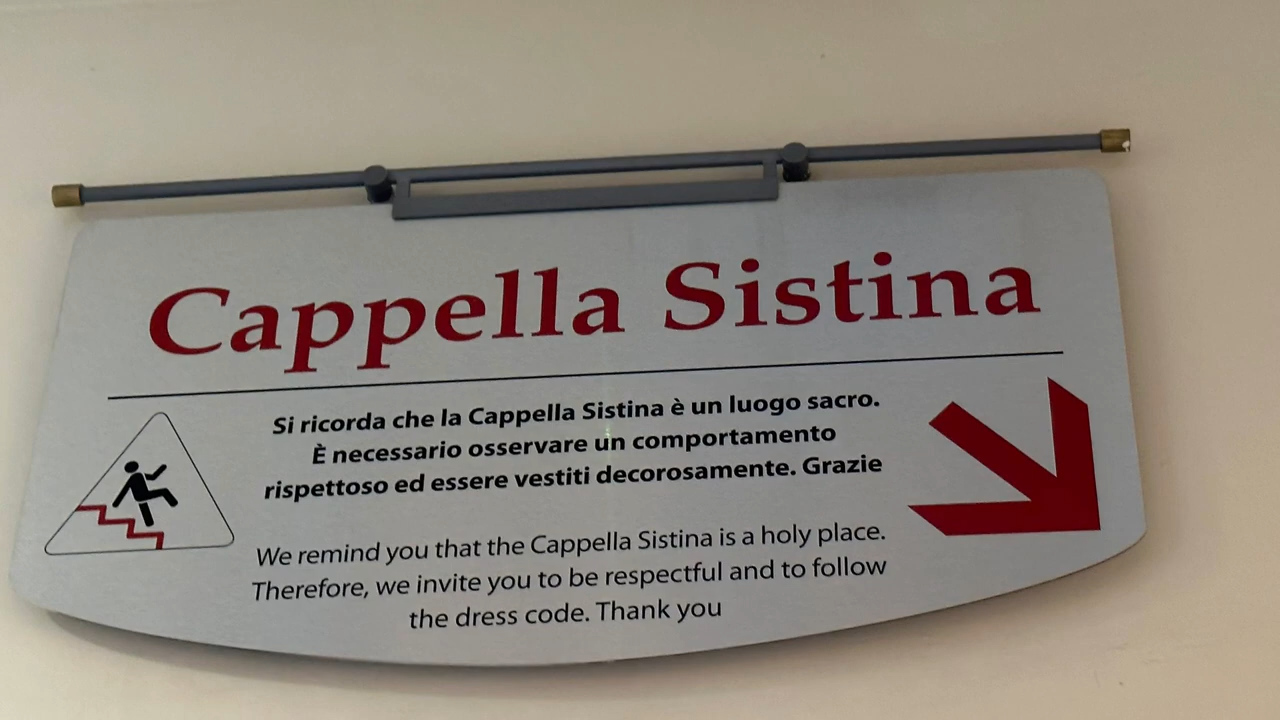 Cappella Sistina
Si ricorda che la Cappella Sistina è un luogo sacro.
È necessario osservare un comportamento
rispettoso ed essere vestiti decorosamente. Grazie
We remind you that the Cappella Sistina is a holy place.
Therefore, we invite you to be respectful and to follow
the dress code. Thank you